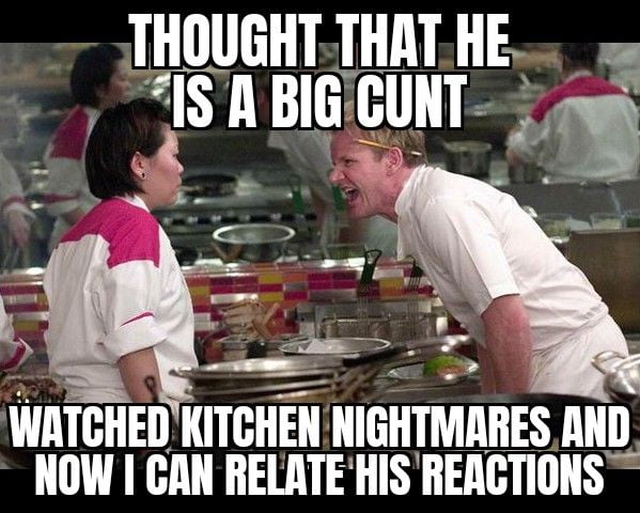 THOUGHT THAT HE
IS A BIG CUNT
WATCHED KITCHEN NIGHTMARES AND
NOW I CAN RELATE HIS REACTIONS